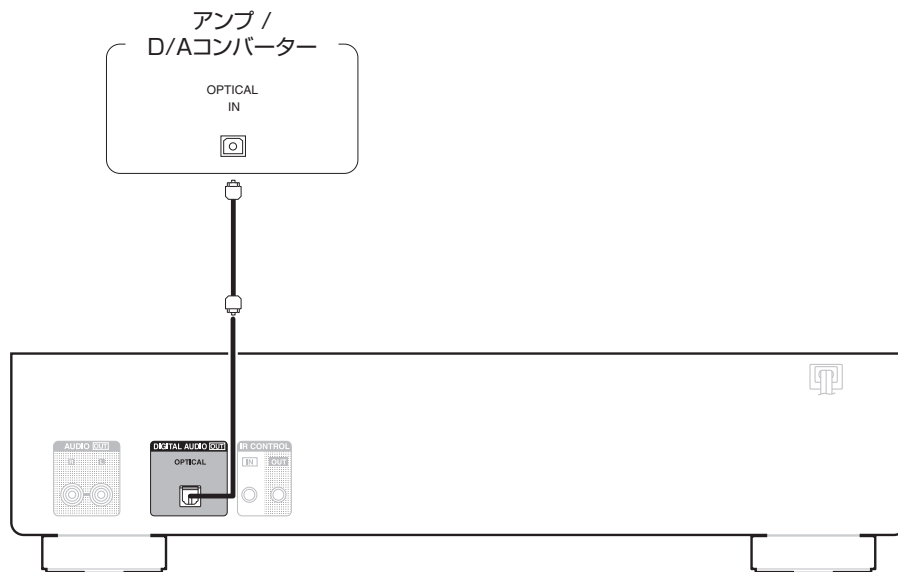 アンプ /
D/Aコンバーター
OPTICAL
IN
AUDIO OUT
R L
DIGITAL AUDIO OUT
OPTICAL
IR CONTROL
IN OUT